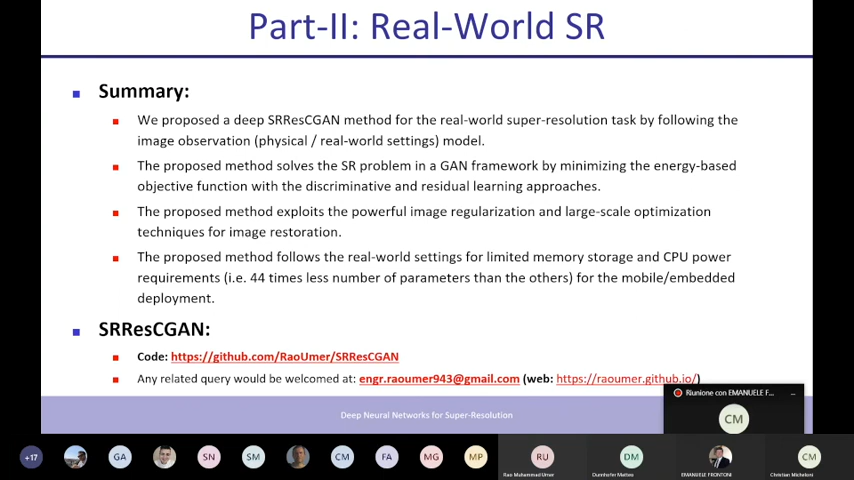 Part-II: Real-World SR
Summary:
We proposed a deep SRResCGAN method for the real-world super-resolution task by following the
image observation (physical / real-world settings) model.
The proposed method solves the SR problem in a GAN framework by minimizing the energy-based
objective function with the discriminative and residual learning approaches.
The proposed method exploits the powerful image regularization and large-scale optimization
techniques for image restoration.
The proposed method follows the real-world settings for limited memory storage and CPU power
requirements (i.e. 44 times less number of parameters than the others) for the mobile/embedded
deployment.
SRResCGAN:
Code: https://github.com/RaoUmer/SRResCGAN
Any related query would be welcomed at: engr.raoumer943@gmail.com (web: https://raoumer.github.io/)
Riunione con EMANUELE F...
CM
Deep Neural Networks for Super-Resolution
+17 GA SN SM CM FA MG MP RU DM CM
Rao Muhammad Umer Dunnhofer Matteo EMANUELE FRONTONI Christian Micheloni